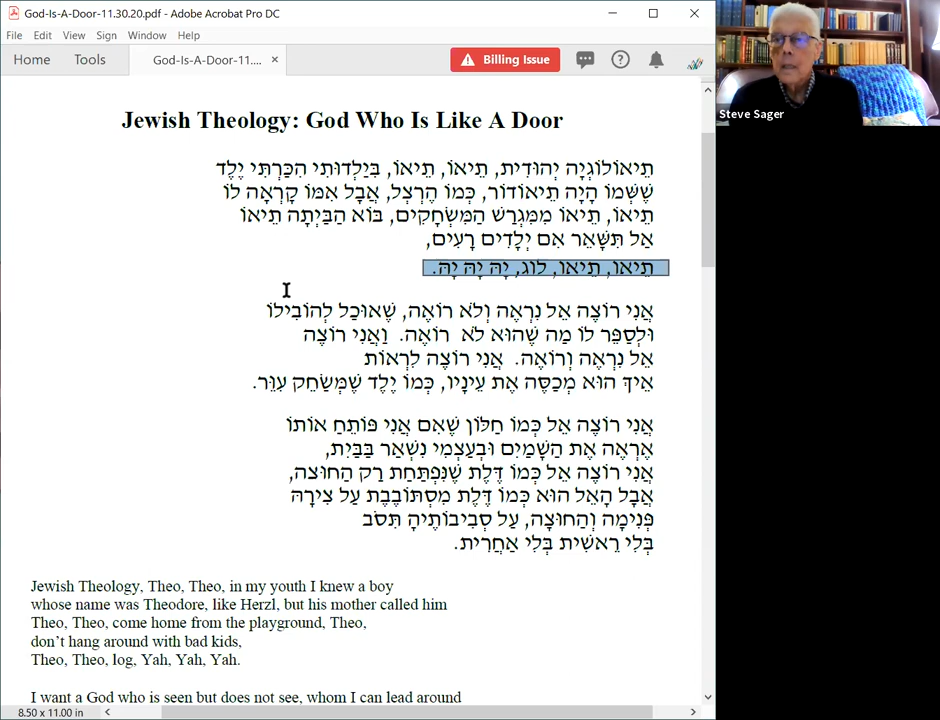 God-Is-A-Door-11.30.20.pdf - Adobe Acrobat Pro DC
File Edit View Sign Window Help
Home Tools God-Is-A-Door-11.... × Billing Issue
Steve Sager
Jewish Theology: God Who Is Like A Door
תֵּיאוֹלוֹגְיָה יְהוּדִית, תֵיאוֹ, תֵיאוֹ, בְּיַלְדוּתִי הִכַּרְתִּי יֶלֶד
שֶׁשְּׁמוֹ הָיָה תֵיאוֹדוֹר, כְּמוֹ הֶרְצְל, אֲבָל אִמּוֹ קָרְאָה לוֹ
תֵיאוֹ, תֵיאוֹ מִמִּגְרַשׁ הַמִּשְׂחָקִים, בּוֹא הַבַּיְתָה תֵיאוֹ
אַל תִּשָּׁאֵר אִם יְלָדִים רָעִים,
תֵיאוֹ, תֵיאוֹ, לוֹג, יָהּ יָהּ יָהּ.
אֲנִי רוֹצֶה אֵל נִרְאֶה וְלֹא רוֹאֶה, שֶׁאוּכַל לְהוֹבִילוֹ
וּלְסַפֵּר לוֹ מַה שֶׁהוּא לֹא רוֹאֶה. וַאֲנִי רוֹצֶה
אֵל נִרְאֶה וְרוֹאֶה. אֲנִי רוֹצֶה לִרְאוֹת
אֵיךְ הוּא מְכַסֶּה אֶת עֵינָיו, כְּמוֹ יֶלֶד שֶׁמְּשַׂחֵק עִוֵּר.
אֲנִי רוֹצֶה אֵל כְּמוֹ חַלּוֹן שֶׁאִם אֲנִי פּוֹתֵחַ אוֹתוֹ
אֶרְאֶה אֶת הַשָּׁמַיִם וּבְעַצְמִי נִשְׁאַר בַּבַּיִת,
אֲנִי רוֹצֶה אֵל כְּמוֹ דֶּלֶת שֶׁנִּפְתַּחַת רַק הַחוּצָה,
אֲבָל הָאֵל הוּא כְּמוֹ דֶּלֶת מִסְתּוֹבֶבֶת עַל צִירָהּ
פְּנִימָה וְהַחוּצָה, עַל סְבִיבוֹתֶיהָ תִּסֹּב
בְּלִי רֵאשִׁית בְּלִי אַחֲרִית.
Jewish Theology, Theo, Theo, in my youth I knew a boy
whose name was Theodore, like Herzl, but his mother called him
Theo, Theo, come home from the playground, Theo,
don’t hang around with bad kids,
Theo, Theo, log, Yah, Yah, Yah.
I want a God who is seen but does not see, whom I can lead around
8.50 x 11.00 in